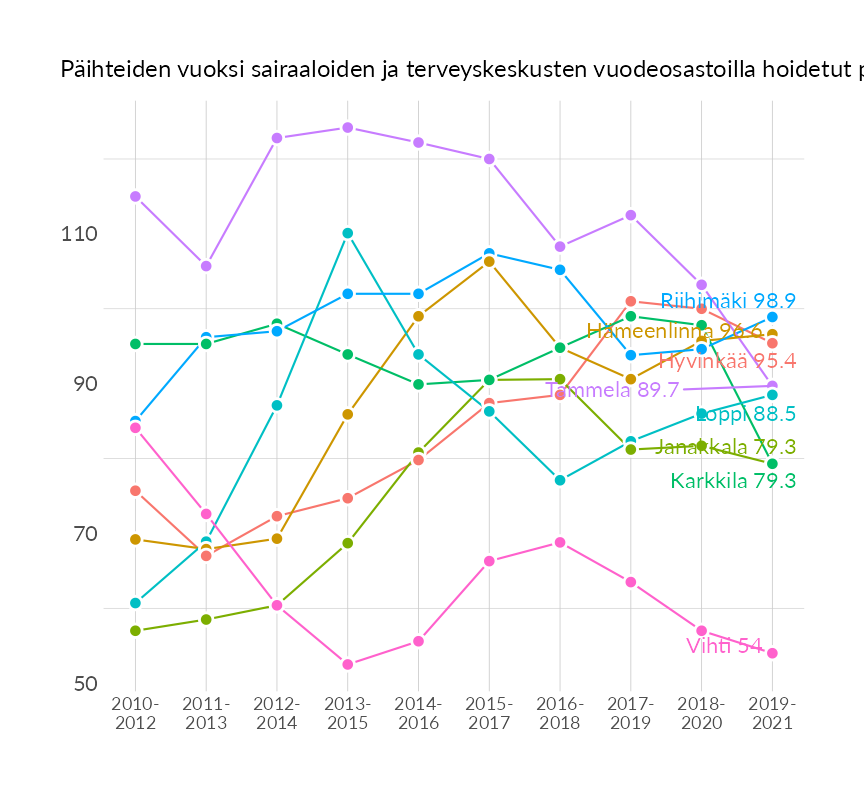 Päihteiden vuoksi sairaaloiden ja terveyskeskusten vuodeosastoilla hoidetut
110
90
70
50
Riihimäki 98.9
Hämeenlinna 96.6
Hyvinkää 95.4
Tammela 89.7
Loppi 88.5
Janakkala 79.3
Karkkila 79.3
Vihti 54
2010-
2012
2011-
2013
2012-
2014
2013-
2015
2014-
2016
2015-
2017
2016-
2018
2017-
2019
2018-
2020
2019-
2021